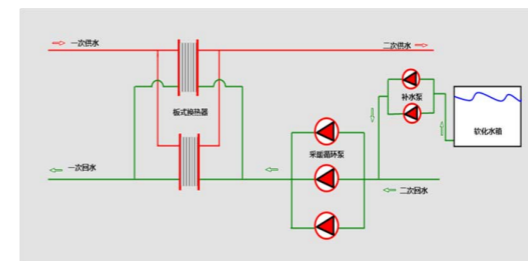 一次供水
二次供水
补水泵
板式换热器
软化水箱
采暖循环泵
一次回水
二次回水